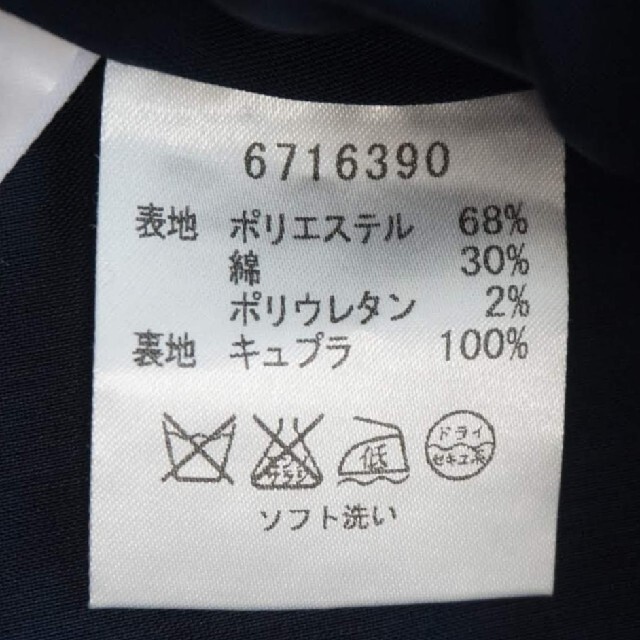 6716390
表地 ポリエステル 68%
綿 30%
ポリウレタン 2%
裏地 キュプラ 100%
低
ドライ
セキユ系
ソフト洗い